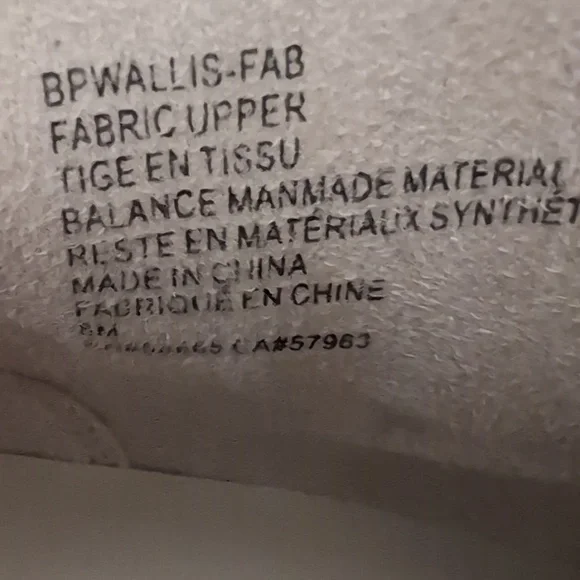 BPWALLIS-FAB
FABRIC UPPER
TIGE EN TISSU
BALANCE MANMADE MATERIAL
RESTE EN MATÉRIAUX SYNTHÉT
MADE IN CHINA
FABRIQUÉ EN CHINE
8M
CA#57963